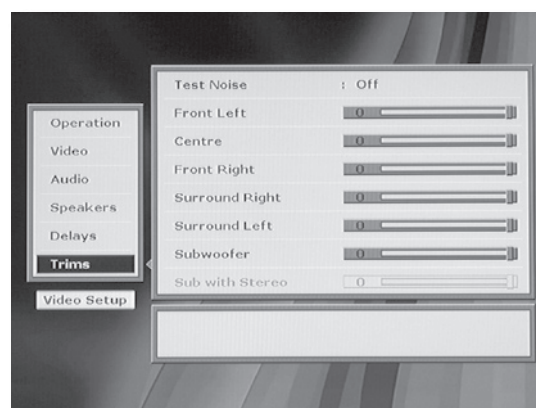 Operation
Video
Audio
Speakers
Delays
Trims
Video Setup
Test Noise : Off
Front Left 0
Centre 0
Front Right 0
Surround Right 0
Surround Left 0
Subwoofer 0
Sub with Stereo 0